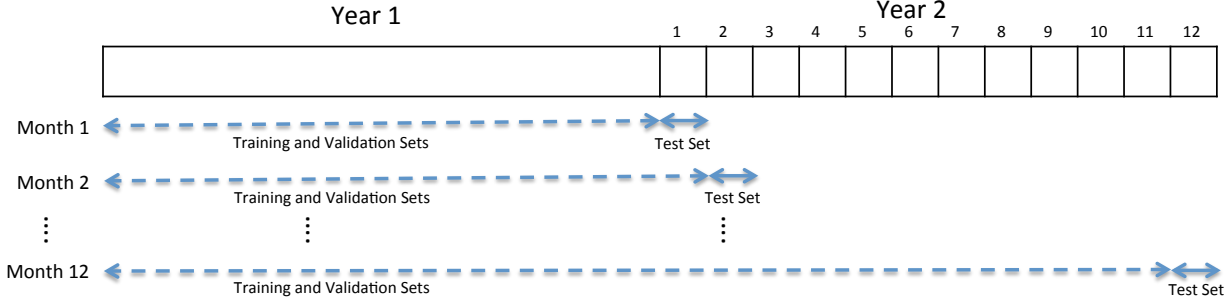 Year 1
Year 2
1 2 3 4 5 6 7 8 9 10 11 12
Month 1
Training and Validation Sets
Test Set
Month 2
Training and Validation Sets
Test Set
Month 12
Training and Validation Sets
Test Set